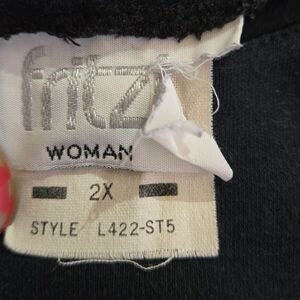 fritzi
WOMAN
2X
STYLE L422-ST5